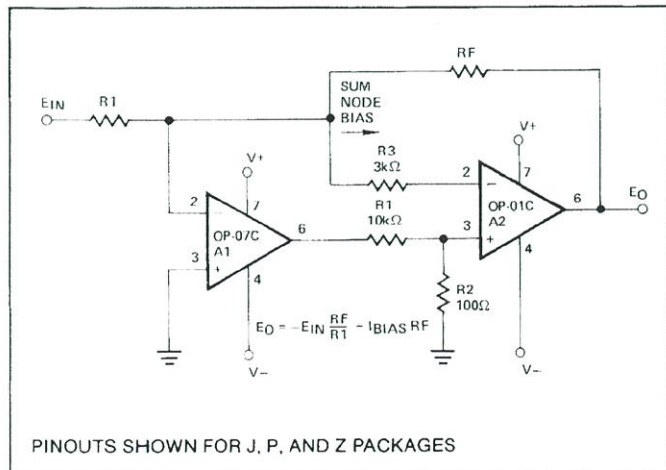 RF
SUM
NODE
BIAS
EIN
R1
V+
V+
R3
3kΩ
2
−
7
6
EO
2
−
7
R1
10kΩ
OP-01C
A2
OP-07C
A1
6
3
+
4
3
+
4
R2
100Ω
EO = −EIN RF/R1 − IBIAS RF
V−
V−
PINOUTS SHOWN FOR J, P, AND Z PACKAGES